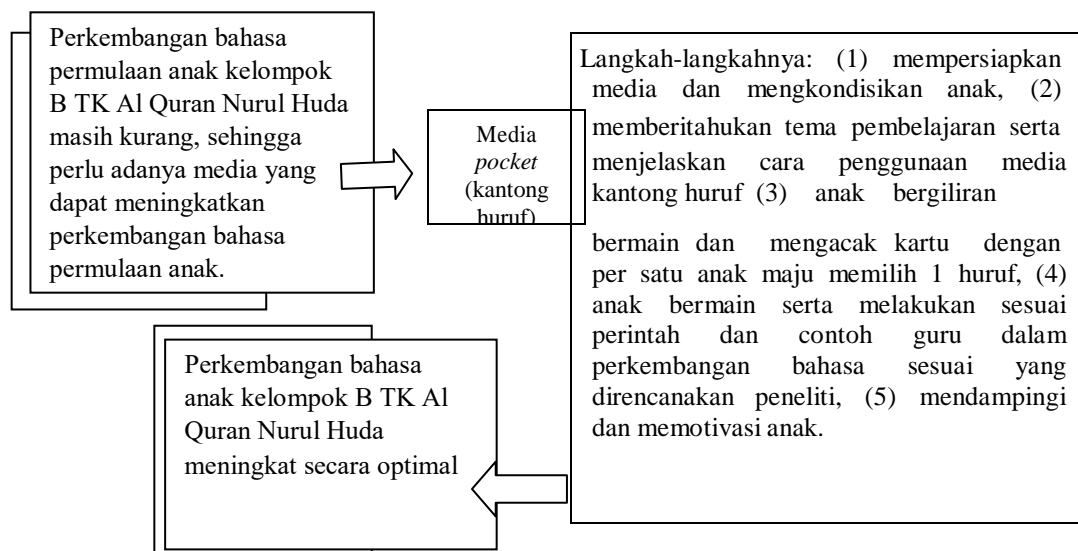 Perkembangan bahasa
permulaan anak kelompok
B TK Al Quran Nurul Huda
masih kurang, sehingga
perlu adanya media yang
dapat meningkatkan
perkembangan bahasa
permulaan anak.
Media
pocket
(kantong
huruf)
Langkah-langkahnya: (1) mempersiapkan
media dan mengkondisikan anak, (2)
memberitahukan tema pembelajaran serta
menjelaskan cara penggunaan media
kantong huruf (3) anak bergiliran
bermain dan mengacak kartu dengan
per satu anak maju memilih 1 huruf, (4)
anak bermain serta melakukan sesuai
perintah dan contoh guru dalam
perkembangan bahasa sesuai yang
direncanakan peneliti, (5) mendampingi
dan memotivasi anak.
Perkembangan bahasa
anak kelompok B TK Al
Quran Nurul Huda
meningkat secara optimal